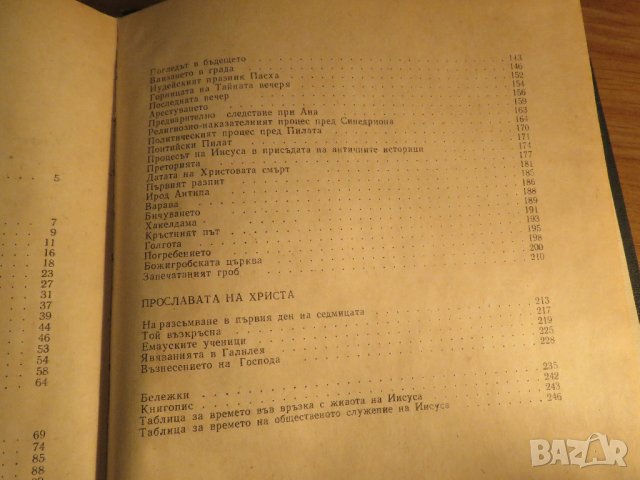 5
7
9
11
16
18
23
27
31
37
39
44
46
53
54
58
64
69
74
85
88
Погледът в бъдещето 143
Влизането в града 146
Юдейският празник Пасха 152
Горницата на Тайната вечеря 154
Последната вечер 156
Арестуването 159
Предварително следствие при Ана 163
Религиозно-наказателният процес пред Синедриона 164
Политическият процес пред Пилата 170
Понтийски Пилат 171
Процесът на Иисуса в присъдата на античните историци 174
Преторията 177
Датата на Христовата смърт 181
Първият разпит 185
Ирод Антипа 186
Варава 188
Бичуването 189
Хакелдама 191
Кръстният път 193
Голгота 195
Погребението 198
Божигробската църква 200
Запечатаният гроб 210
ПРОСЛАВАТА НА ХРИСТА
На разсъмване в първия ден на седмицата 213
Той възкръсна 217
Емауските ученици 219
Явяванията в Галилея 225
Възнесението на Господа 228
Бележки 235
Книгопис 242
Таблица за времето във връзка с живота на Иисуса 243
Таблица за времето на общественото служение на Иисуса 246
BAZAR
bg